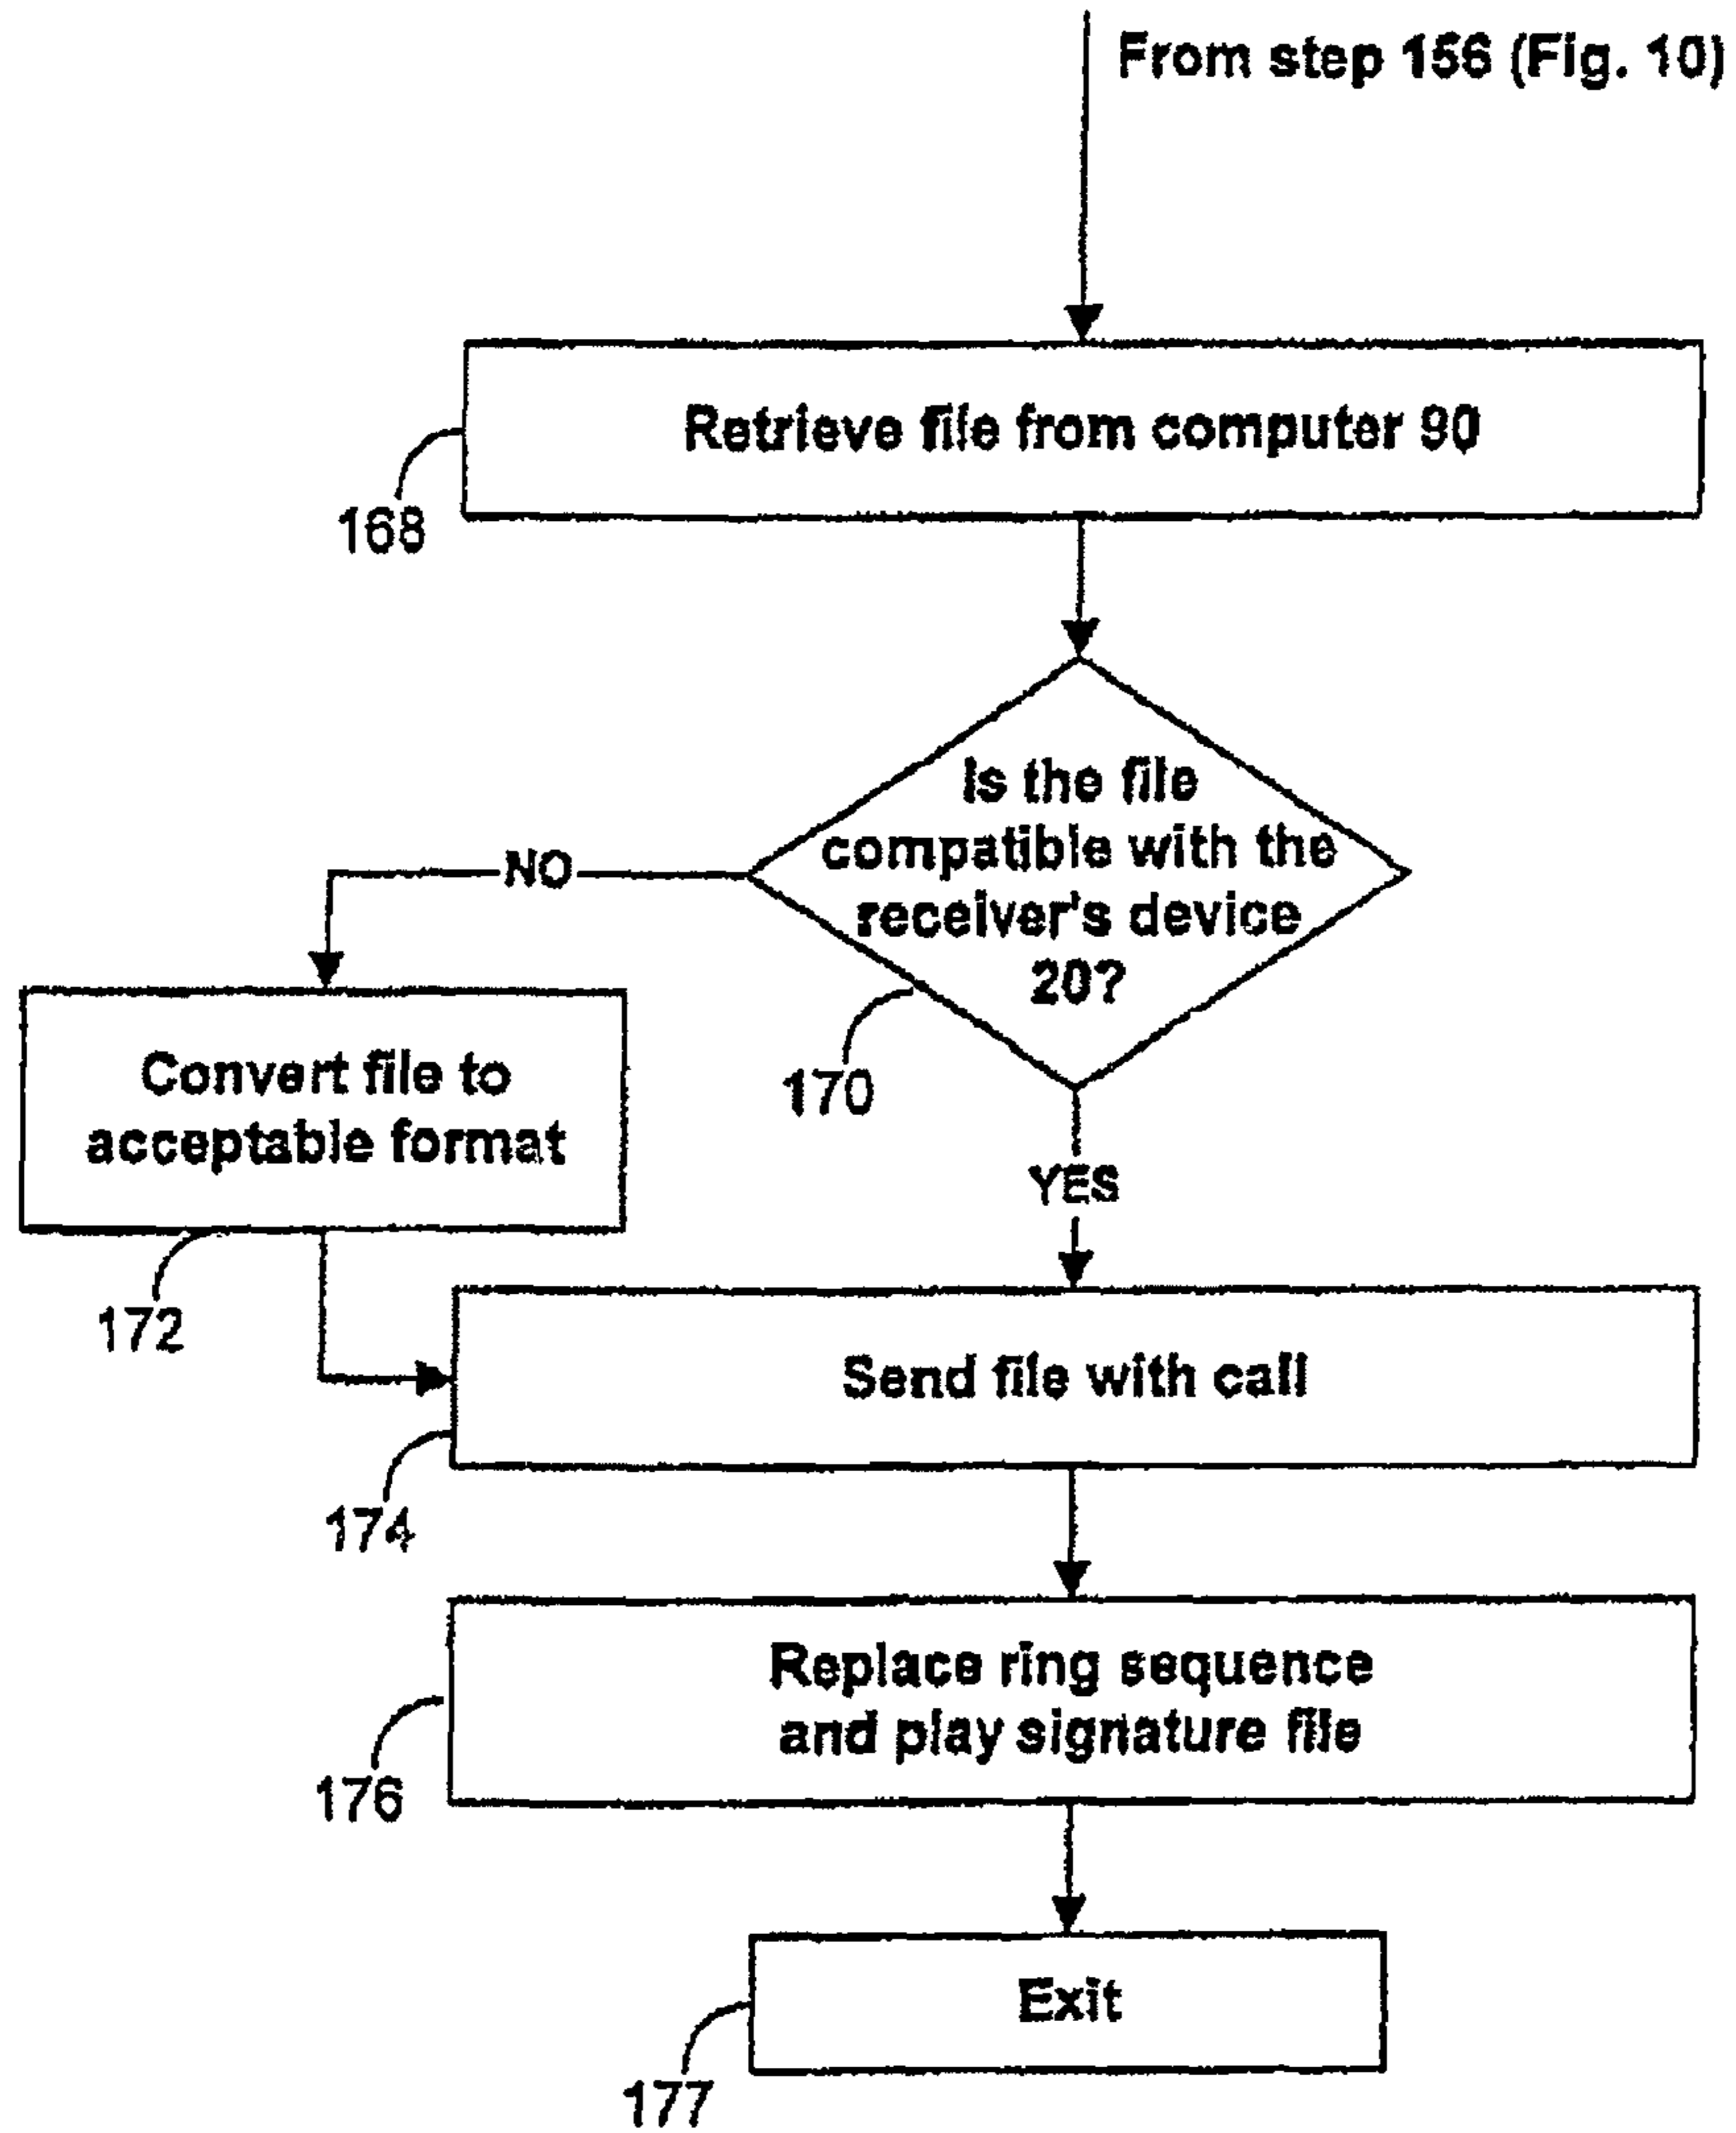 From step 156 (Fig. 10)
Retrieve file from computer 90
168
Is the file
compatible with the
receiver's device
20?
NO
170
Convert file to
acceptable format
YES
172
Send file with call
174
Replace ring sequence
and play signature file
176
Exit
177